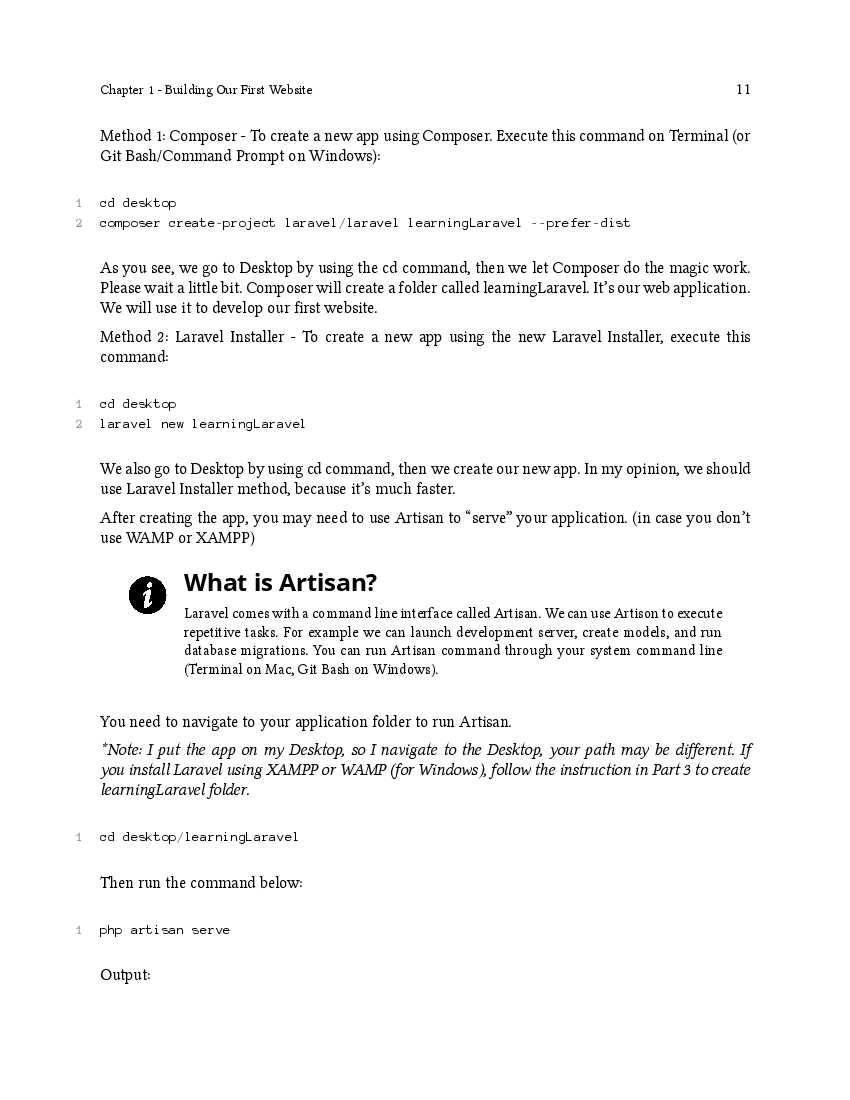 Chapter 1 - Building Our First Website 11
Method 1: Composer - To create a new app using Composer. Execute this command on Terminal (or
Git Bash/Command Prompt on Windows):
1 cd desktop
2 composer create-project laravel/laravel learningLaravel --prefer-dist
As you see, we go to Desktop by using the cd command, then we let Composer do the magic work.
Please wait a little bit. Composer will create a folder called learningLaravel. It’s our web application.
We will use it to develop our first website.
Method 2: Laravel Installer - To create a new app using the new Laravel Installer, execute this
command:
1 cd desktop
2 laravel new learningLaravel
We also go to Desktop by using cd command, then we create our new app. In my opinion, we should
use Laravel Installer method, because it’s much faster.
After creating the app, you may need to use Artisan to “serve” your application. (in case you don’t
use WAMP or XAMPP)
What is Artisan?
Laravel comes with a command line interface called Artisan. We can use Artison to execute
repetitive tasks. For example we can launch development server, create models, and run
database migrations. You can run Artisan command through your system command line
(Terminal on Mac, Git Bash on Windows).
You need to navigate to your application folder to run Artisan.
*Note: I put the app on my Desktop, so I navigate to the Desktop, your path may be different. If
you install Laravel using XAMPP or WAMP (for Windows), follow the instruction in Part 3 to create
learningLaravel folder.
1 cd desktop/learningLaravel
Then run the command below:
1 php artisan serve
Output: